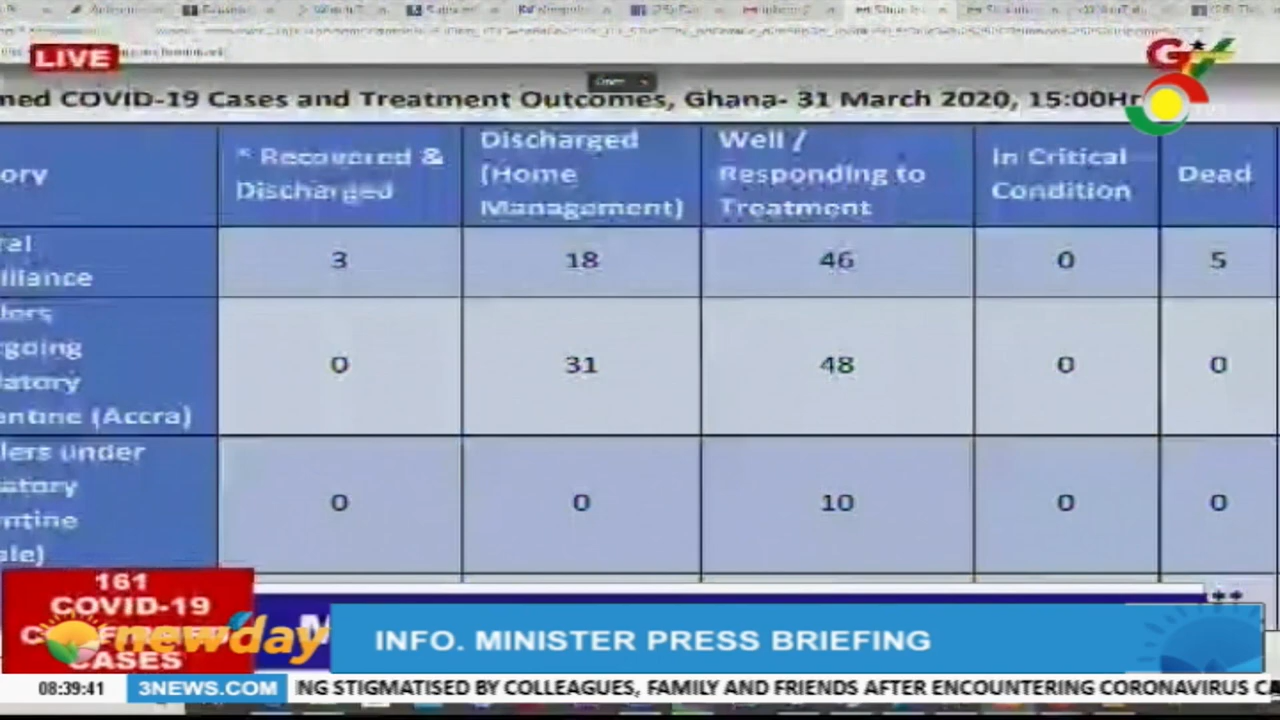 LIVE
ned COVID-19 Cases and Treatment Outcomes, Ghana- 31 March 2020, 15:00Hr
ory
* Recovered & Discharged
Discharged (Home Management)
Well / Responding to Treatment
In Critical Condition
Dead
ral
illance
3
18
46
0
5
lers
rgoing
latory
antine (Accra)
0
31
48
0
0
lers under
latory
ntine
ale)
0
0
10
0
0
161
COVID-19
CONFIRMED
CASES
newday
INFO. MINISTER PRESS BRIEFING
08:39:41
3NEWS.COM
NG STIGMATISED BY COLLEAGUES, FAMILY AND FRIENDS AFTER ENCOUNTERING CORONAVIRUS